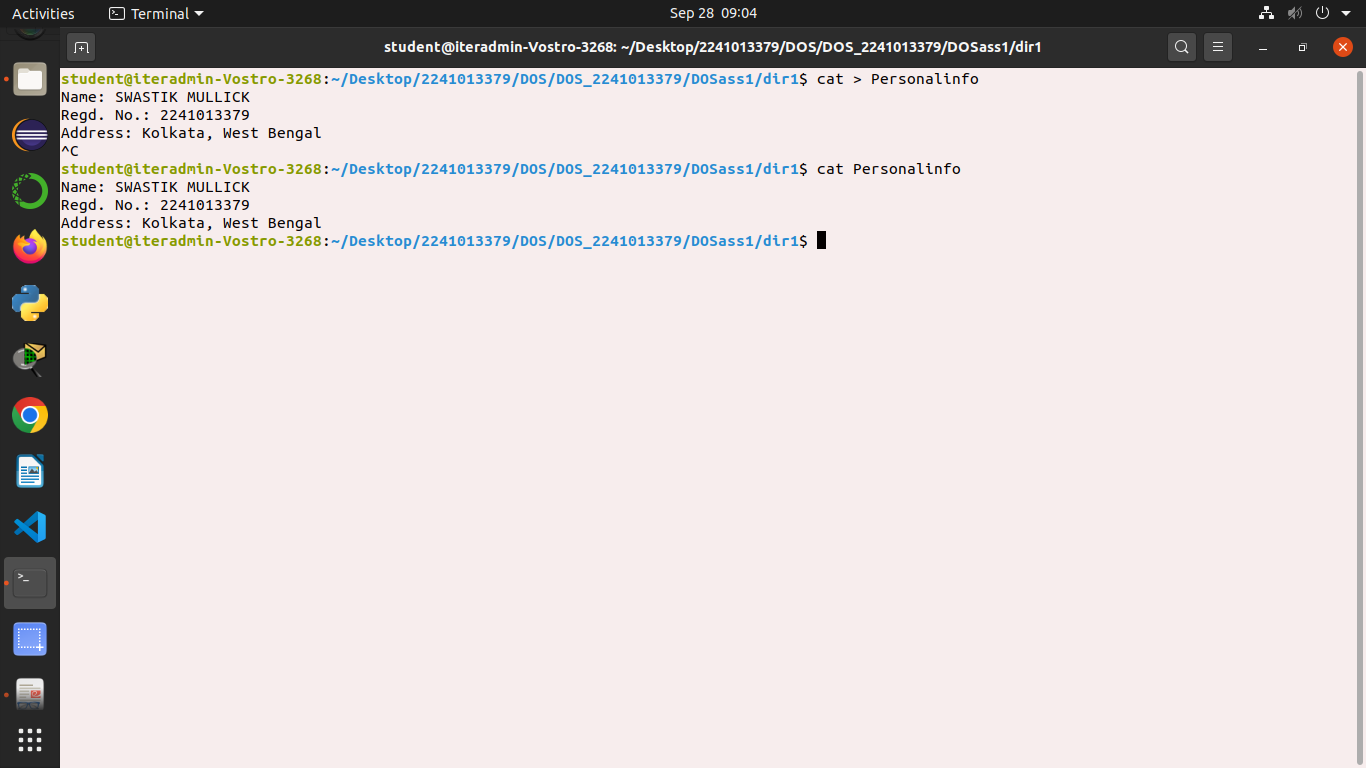 Activities
Terminal
Sep 28 09:04
student@iteradmin-Vostro-3268: ~/Desktop/2241013379/DOS/DOS_2241013379/DOSass1/dir1
student@iteradmin-Vostro-3268:~/Desktop/2241013379/DOS/DOS_2241013379/DOSass1/dir1$ cat > Personalinfo
Name: SWASTIK MULLICK
Regd. No.: 2241013379
Address: Kolkata, West Bengal
^C
student@iteradmin-Vostro-3268:~/Desktop/2241013379/DOS/DOS_2241013379/DOSass1/dir1$ cat Personalinfo
Name: SWASTIK MULLICK
Regd. No.: 2241013379
Address: Kolkata, West Bengal
student@iteradmin-Vostro-3268:~/Desktop/2241013379/DOS/DOS_2241013379/DOSass1/dir1$